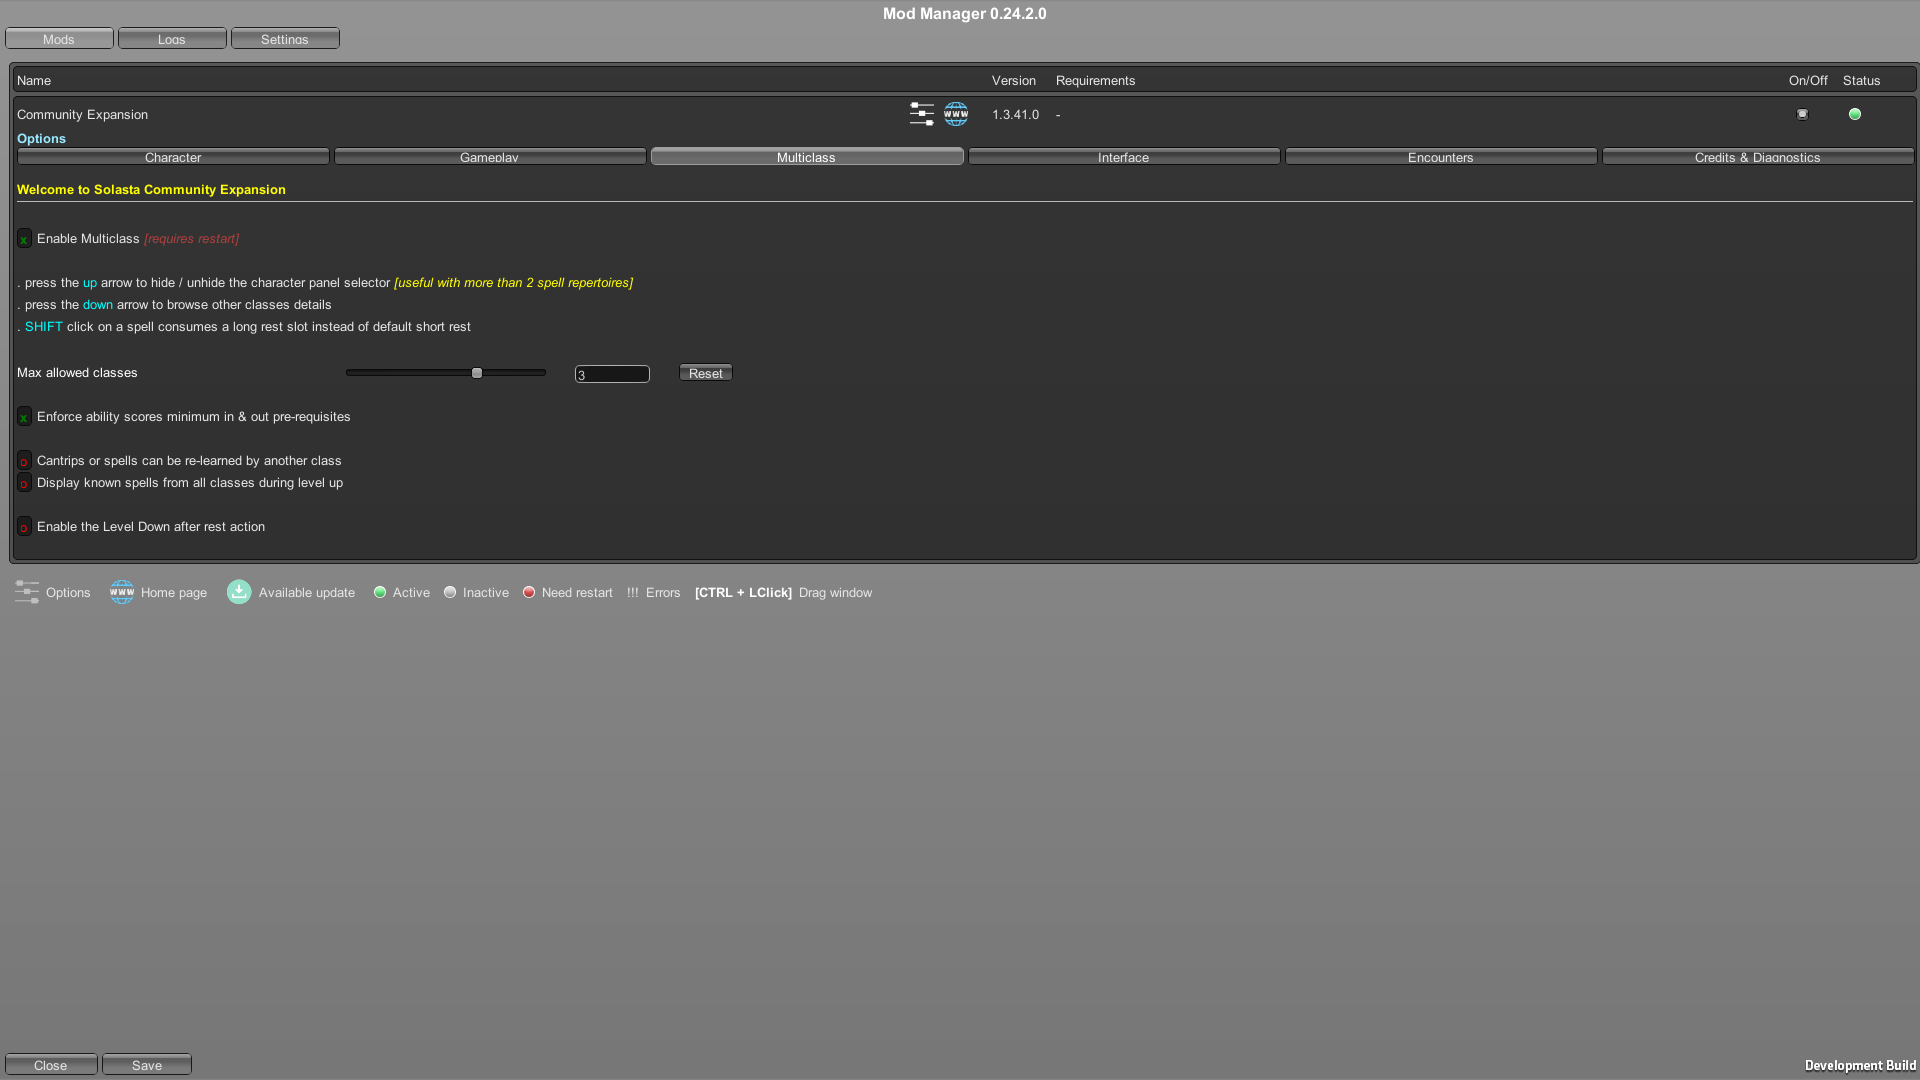 Mod Manager 0.24.2.0
Mods Logs Settings
Name Version Requirements On/Off Status
Community Expansion WWW 1.3.41.0 -
Options
Character Gameplay Multiclass Interface Encounters Credits & Diagnostics
Welcome to Solasta Community Expansion
x Enable Multiclass [requires restart]
. press the up arrow to hide / unhide the character panel selector [useful with more than 2 spell repertoires]
. press the down arrow to browse other classes details
. SHIFT click on a spell consumes a long rest slot instead of default short rest
Max allowed classes 3 Reset
x Enforce ability scores minimum in & out pre-requisites
o Cantrips or spells can be re-learned by another class
o Display known spells from all classes during level up
o Enable the Level Down after rest action
Options WWW Home page Available update Active Inactive Need restart !!! Errors [CTRL + LClick] Drag window
Close Save Development Build